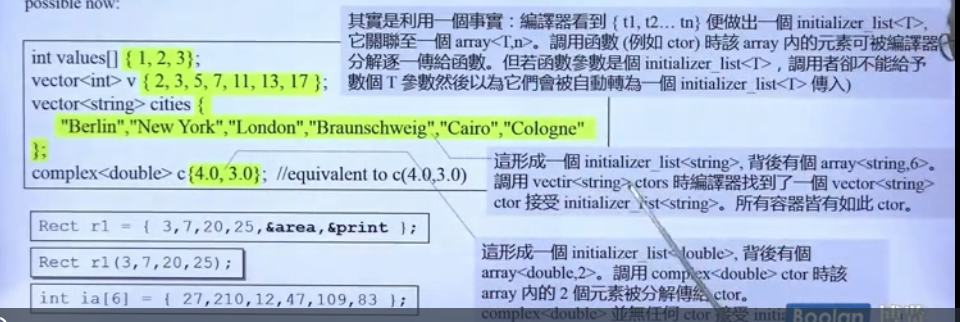 possible now:
int values[] { 1, 2, 3};
vector<int> v { 2, 3, 5, 7, 11, 13, 17 };
vector<string> cities {
"Berlin","New York","London","Braunschweig","Cairo","Cologne"
};
complex<double> c{4.0, 3.0}; //equivalent to c(4.0,3.0)
其實是利用一個事實：編譯器看到 { t1, t2... tn} 便做出一個 initializer_list<T>,
它關聯至一個 array<T,n>。調用函數 (例如 ctor) 時該 array 內的元素可被編譯器
分解逐一傳給函數。但若函數參數是個 initializer_list<T>，調用者卻不能給予
數個 T 參數然後以為它們會被自動轉為一個 initializer_list<T> 傳入)
這形成一個 initializer_list<string>, 背後有個 array<string,6>。
調用 vectir<string> ctors 時編譯器找到了一個 vector<string>
ctor 接受 initializer_list<string>。所有容器皆有如此 ctor。
Rect r1 = { 3,7,20,25,&area,&print };
Rect r1(3,7,20,25);
int ia[6] = { 27,210,12,47,109,83 };
這形成一個 initializer_list<double>, 背後有個
array<double,2>。調用 complex<double> ctor 時該
array 內的 2 個元素被分解傳給 ctor。
complex<double> 並無任何 ctor 接受
Boolan 博覽